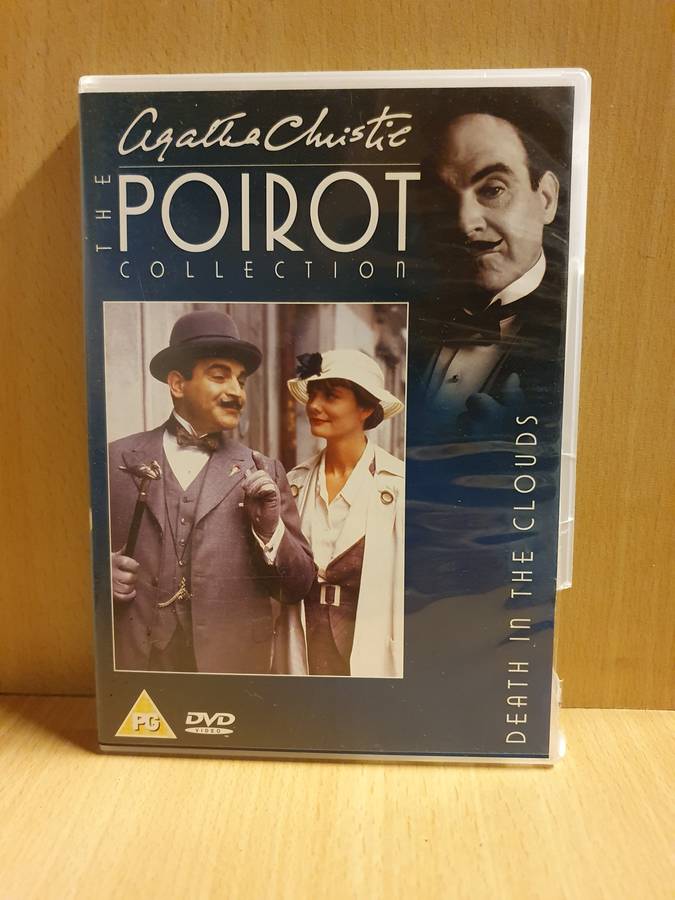 Agatha Christie
THE
POIROT
COLLECTION
DEATH IN THE CLOUDS
PG
DVD
VIDEO